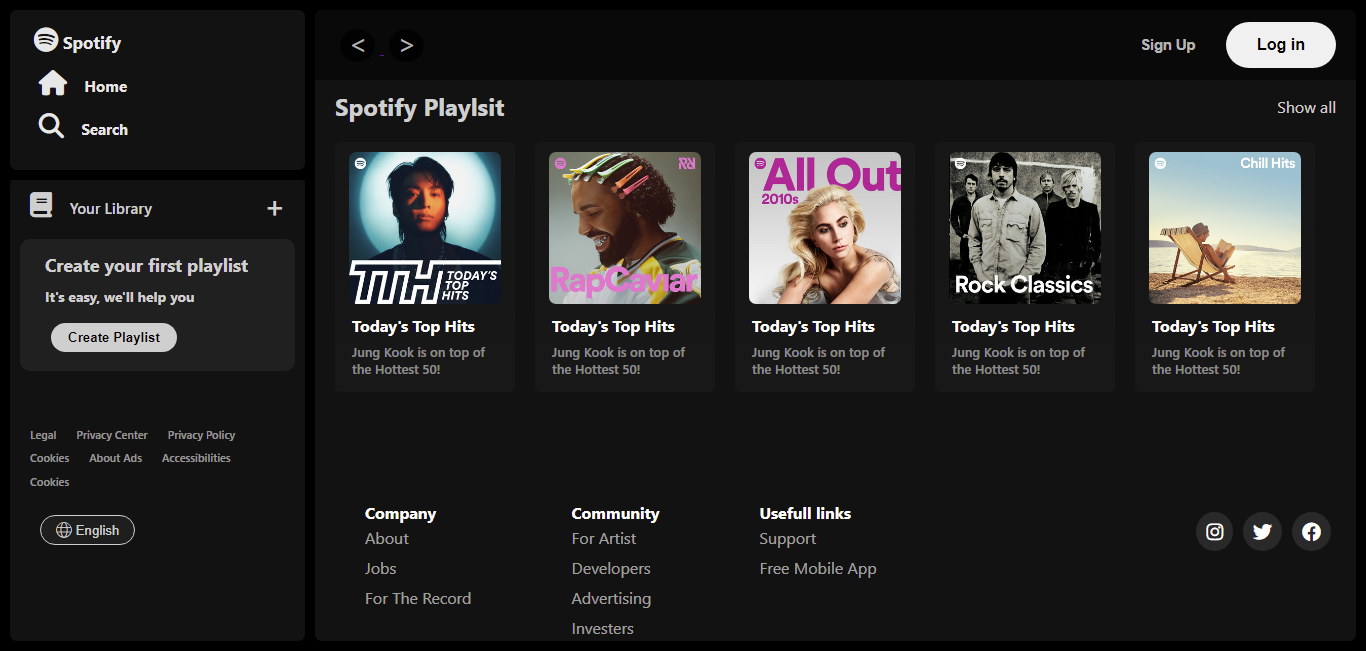 Spotify
Home
Search
Your Library
+
Create your first playlist
It's easy, we'll help you
Create Playlist
Legal Privacy Center Privacy Policy
Cookies About Ads Accessibilities
Cookies
English
< >
Sign Up
Log in
Spotify Playlsit
Show all
TTH TODAY'S
TOP
HITS
Today's Top Hits
Jung Kook is on top of
the Hottest 50!
RapCaviar
Today's Top Hits
Jung Kook is on top of
the Hottest 50!
All Out
2010s
Today's Top Hits
Jung Kook is on top of
the Hottest 50!
Rock Classics
Today's Top Hits
Jung Kook is on top of
the Hottest 50!
Chill Hits
Today's Top Hits
Jung Kook is on top of
the Hottest 50!
Company
About
Jobs
For The Record
Community
For Artist
Developers
Advertising
Investers
Usefull links
Support
Free Mobile App